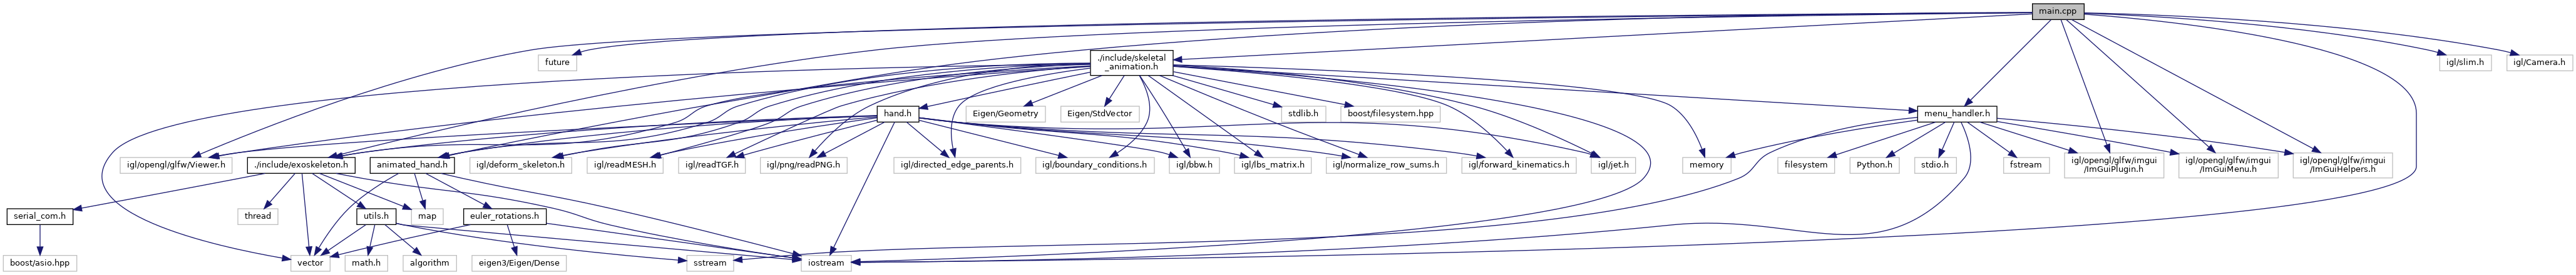 main.cpp
future
./include/skeletal
_animation.h
igl/slim.h
igl/Camera.h
hand.h
Eigen/Geometry
Eigen/StdVector
stdlib.h
boost/filesystem.hpp
menu_handler.h
igl/opengl/glfw/Viewer.h
./include/exoskeleton.h
animated_hand.h
igl/deform_skeleton.h
igl/readMESH.h
igl/readTGF.h
igl/png/readPNG.h
igl/directed_edge_parents.h
igl/boundary_conditions.h
igl/bbw.h
igl/lbs_matrix.h
igl/normalize_row_sums.h
igl/forward_kinematics.h
igl/jet.h
memory
filesystem
Python.h
stdio.h
fstream
igl/opengl/glfw/imgui
/ImGuiPlugin.h
igl/opengl/glfw/imgui
/ImGuiMenu.h
igl/opengl/glfw/imgui
/ImGuiHelpers.h
serial_com.h
thread
utils.h
map
euler_rotations.h
boost/asio.hpp
vector
math.h
algorithm
eigen3/Eigen/Dense
sstream
iostream